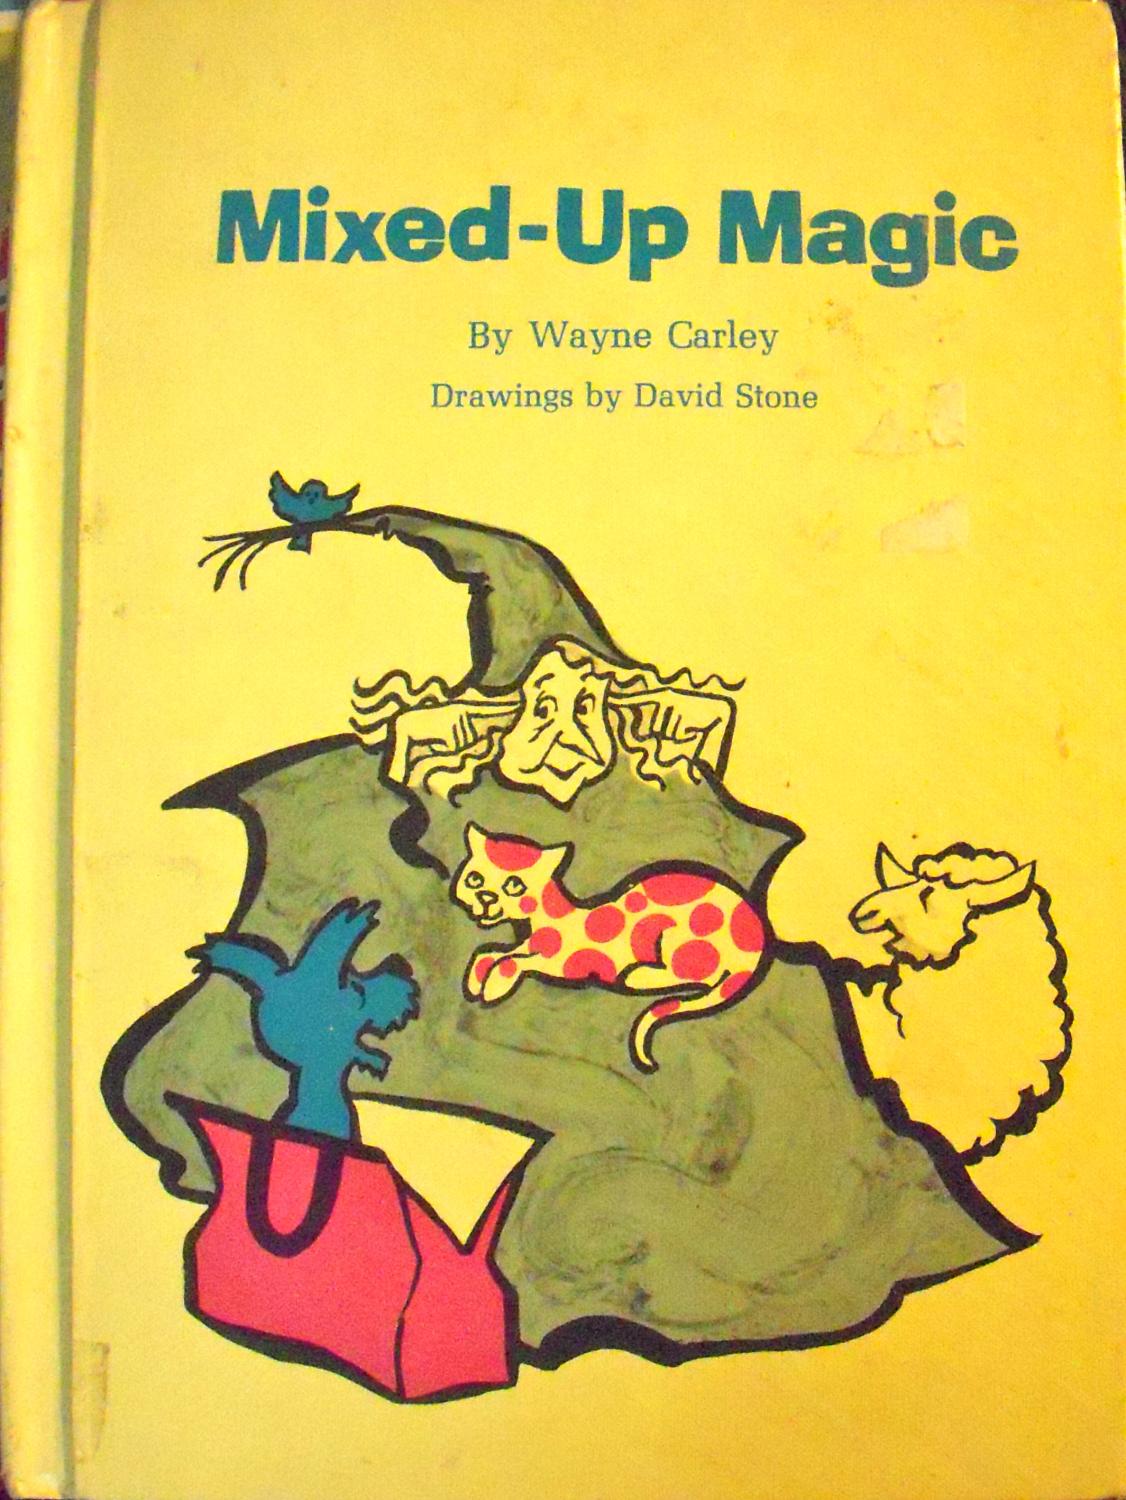 Mixed-Up Magic
By Wayne Carley
Drawings by David Stone